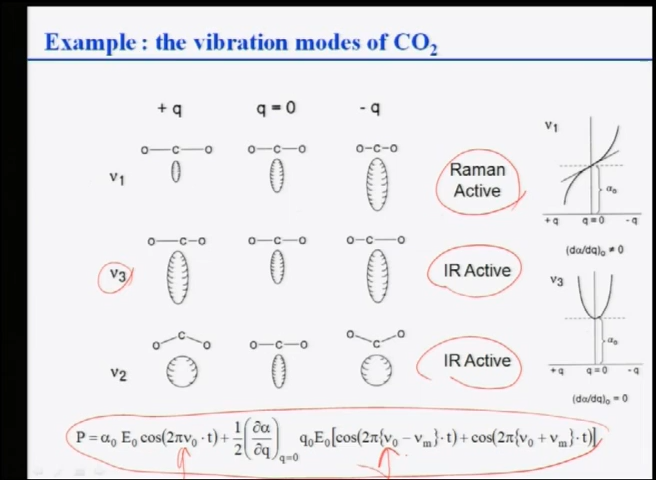 Example : the vibration modes of CO₂
+ q q = 0 - q
O—C—O O—C—O O-C-O
ν₁
Raman
Active
ν₁
α₀
+q q=0 -q
(dα/dq)₀ ≠ 0
O—C-O O-C-O O-C—O
ν₃
IR Active
ν₃
α₀
+q q=0 -q
(dα/dq)₀ = 0
O C O O-C-O O C O
ν₂
IR Active
P = α₀ E₀ cos(2πν₀ · t) + 1/2 (∂α/∂q)q=0 q₀E₀[cos(2π{ν₀ − νₘ} · t) + cos(2π{ν₀ + νₘ} · t)]